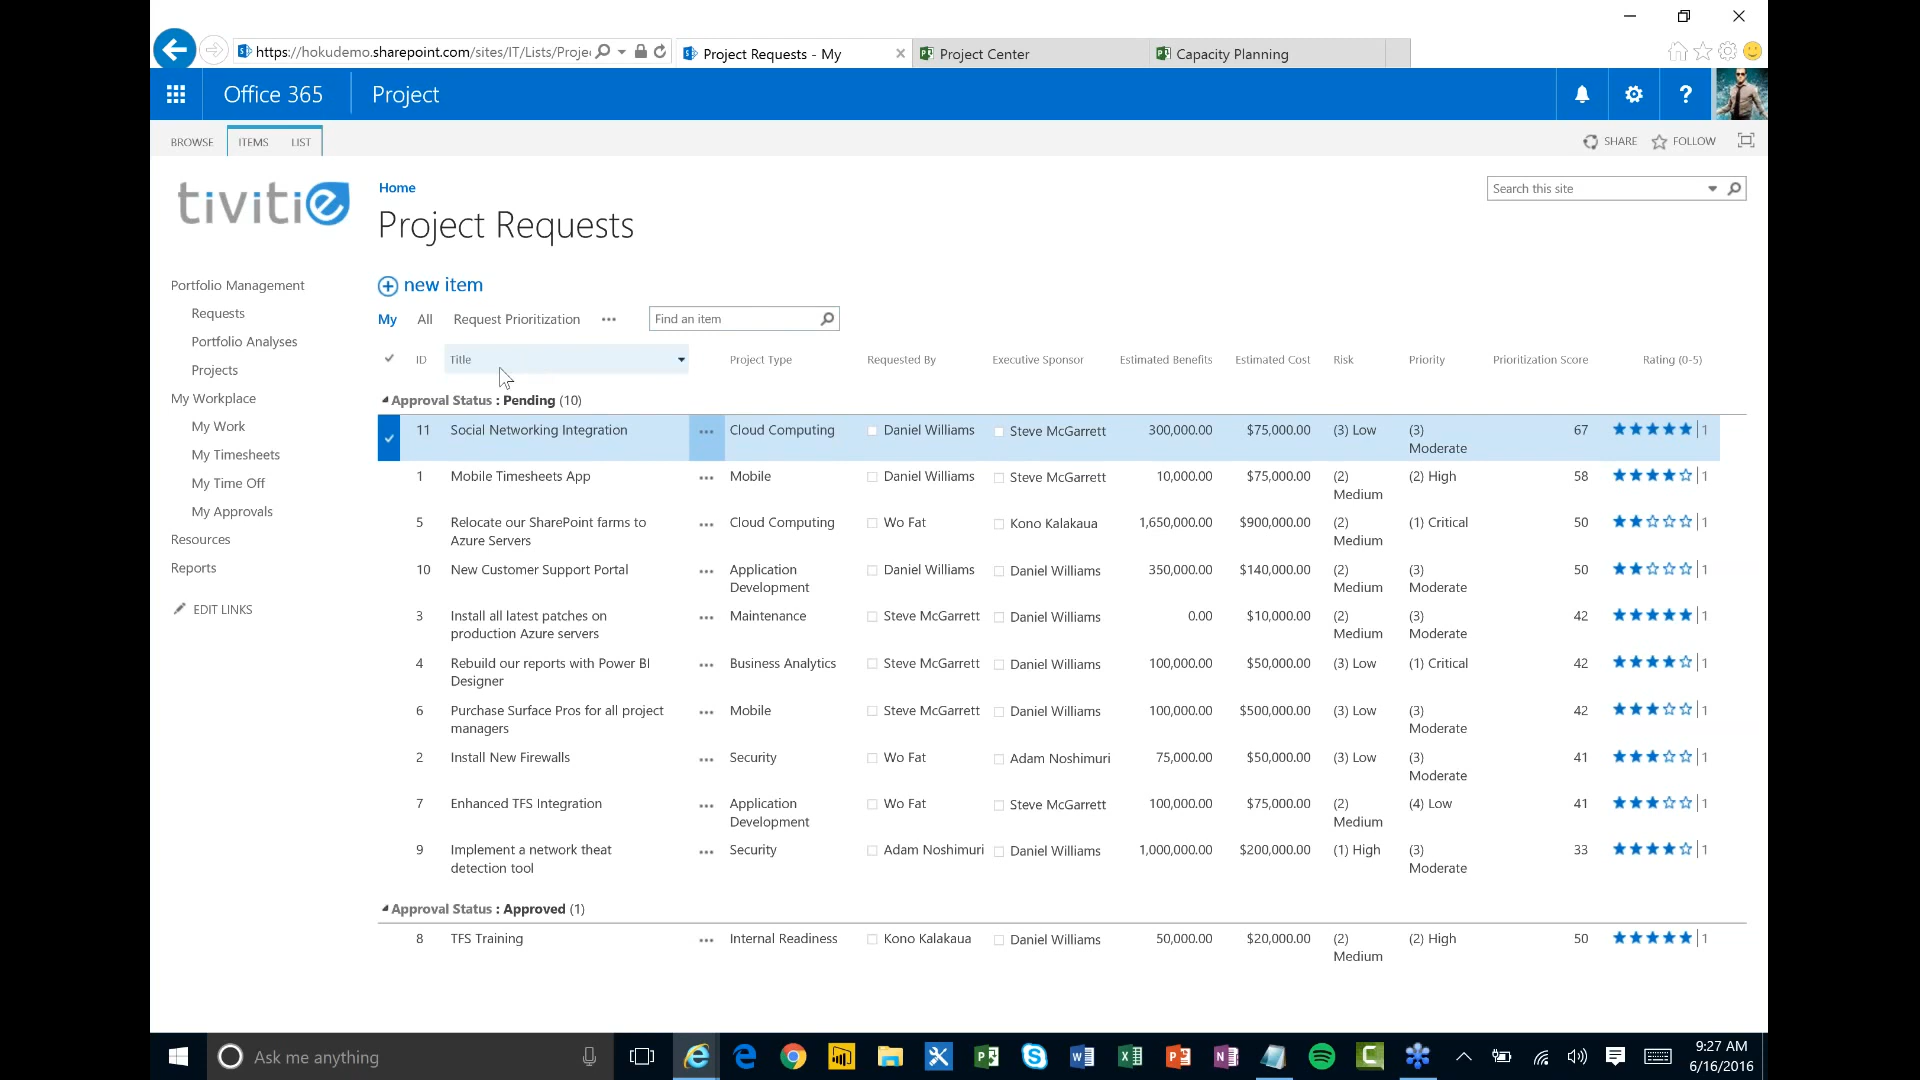 https://hokudemo.sharepoint.com/sites/IT/Lists/Proje
Project Requests - My
Project Center
Capacity Planning
Office 365
Project
BROWSE ITEMS LIST
SHARE FOLLOW
tivitie
Home
Search this site
Project Requests
new item
My All Request Prioritization ••• Find an item
Portfolio Management
Requests
Portfolio Analyses
Projects
My Workplace
My Work
My Timesheets
My Time Off
My Approvals
Resources
Reports
EDIT LINKS
ID Title Project Type Requested By Executive Sponsor Estimated Benefits Estimated Cost Risk Priority Prioritization Score Rating (0-5)
Approval Status : Pending (10)
11 Social Networking Integration ••• Cloud Computing Daniel Williams Steve McGarrett 300,000.00 $75,000.00 (3) Low (3) 67 1
Moderate
1 Mobile Timesheets App ••• Mobile Daniel Williams Steve McGarrett 10,000.00 $75,000.00 (2) (2) High 58 1
Medium
5 Relocate our SharePoint farms to ••• Cloud Computing Wo Fat Kono Kalakaua 1,650,000.00 $900,000.00 (2) (1) Critical 50 1
Azure Servers Medium
10 New Customer Support Portal ••• Application Daniel Williams Daniel Williams 350,000.00 $140,000.00 (2) (3) 50 1
Development Medium Moderate
3 Install all latest patches on ••• Maintenance Steve McGarrett Daniel Williams 0.00 $10,000.00 (2) (3) 42 1
production Azure servers Medium Moderate
4 Rebuild our reports with Power BI ••• Business Analytics Steve McGarrett Daniel Williams 100,000.00 $50,000.00 (3) Low (1) Critical 42 1
Designer
6 Purchase Surface Pros for all project ••• Mobile Steve McGarrett Daniel Williams 100,000.00 $500,000.00 (3) Low (3) 42 1
managers Moderate
2 Install New Firewalls ••• Security Wo Fat Adam Noshimuri 75,000.00 $50,000.00 (3) Low (3) 41 1
Moderate
7 Enhanced TFS Integration ••• Application Wo Fat Steve McGarrett 100,000.00 $75,000.00 (2) (4) Low 41 1
Development Medium
9 Implement a network theat ••• Security Adam Noshimuri Daniel Williams 1,000,000.00 $200,000.00 (1) High (3) 33 1
detection tool Moderate
Approval Status : Approved (1)
8 TFS Training ••• Internal Readiness Kono Kalakaua Daniel Williams 50,000.00 $20,000.00 (2) (2) High 50 1
Medium
Ask me anything
9:27 AM
6/16/2016